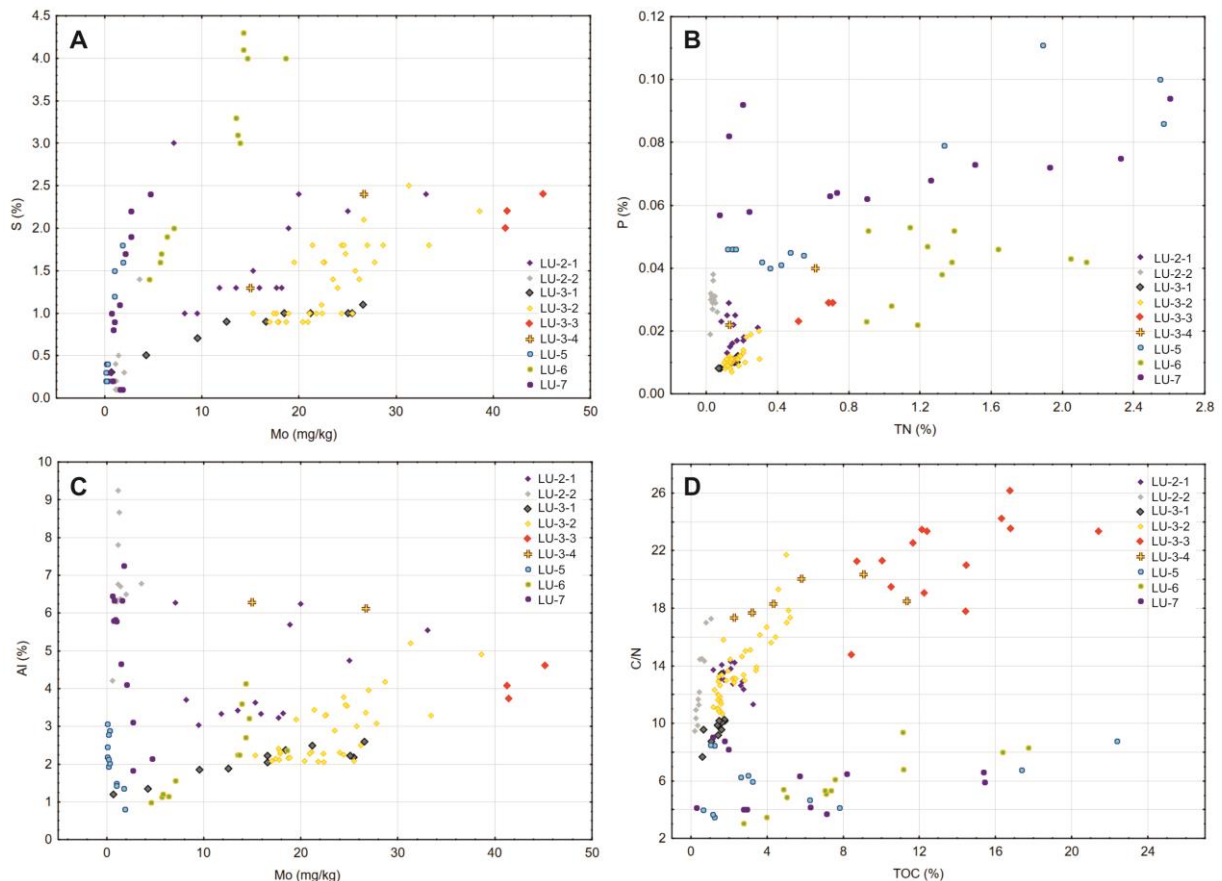 A
4.5
4.0
3.5
3.0
2.5
2.0
1.5
1.0
0.5
0.0
S (%)
0
10
20
30
40
50
Mo (mg/kg)
LU-2-1
LU-2-2
LU-3-1
LU-3-2
LU-3-3
LU-3-4
LU-5
LU-6
LU-7
B
0.12
0.10
0.08
0.06
0.04
0.02
0.00
P (%)
0.0
0.4
0.8
1.2
1.6
2.0
2.4
2.8
TN (%)
LU-2-1
LU-2-2
LU-3-1
LU-3-2
LU-3-3
LU-3-4
LU-5
LU-6
LU-7
C
10
9
8
7
6
5
4
3
2
1
0
Al (%)
0
10
20
30
40
50
Mo (mg/kg)
LU-2-1
LU-2-2
LU-3-1
LU-3-2
LU-3-3
LU-3-4
LU-5
LU-6
LU-7
D
26
22
18
14
10
6
2
C/N
0
4
8
12
16
20
24
TOC (%)
LU-2-1
LU-2-2
LU-3-1
LU-3-2
LU-3-3
LU-3-4
LU-5
LU-6
LU-7